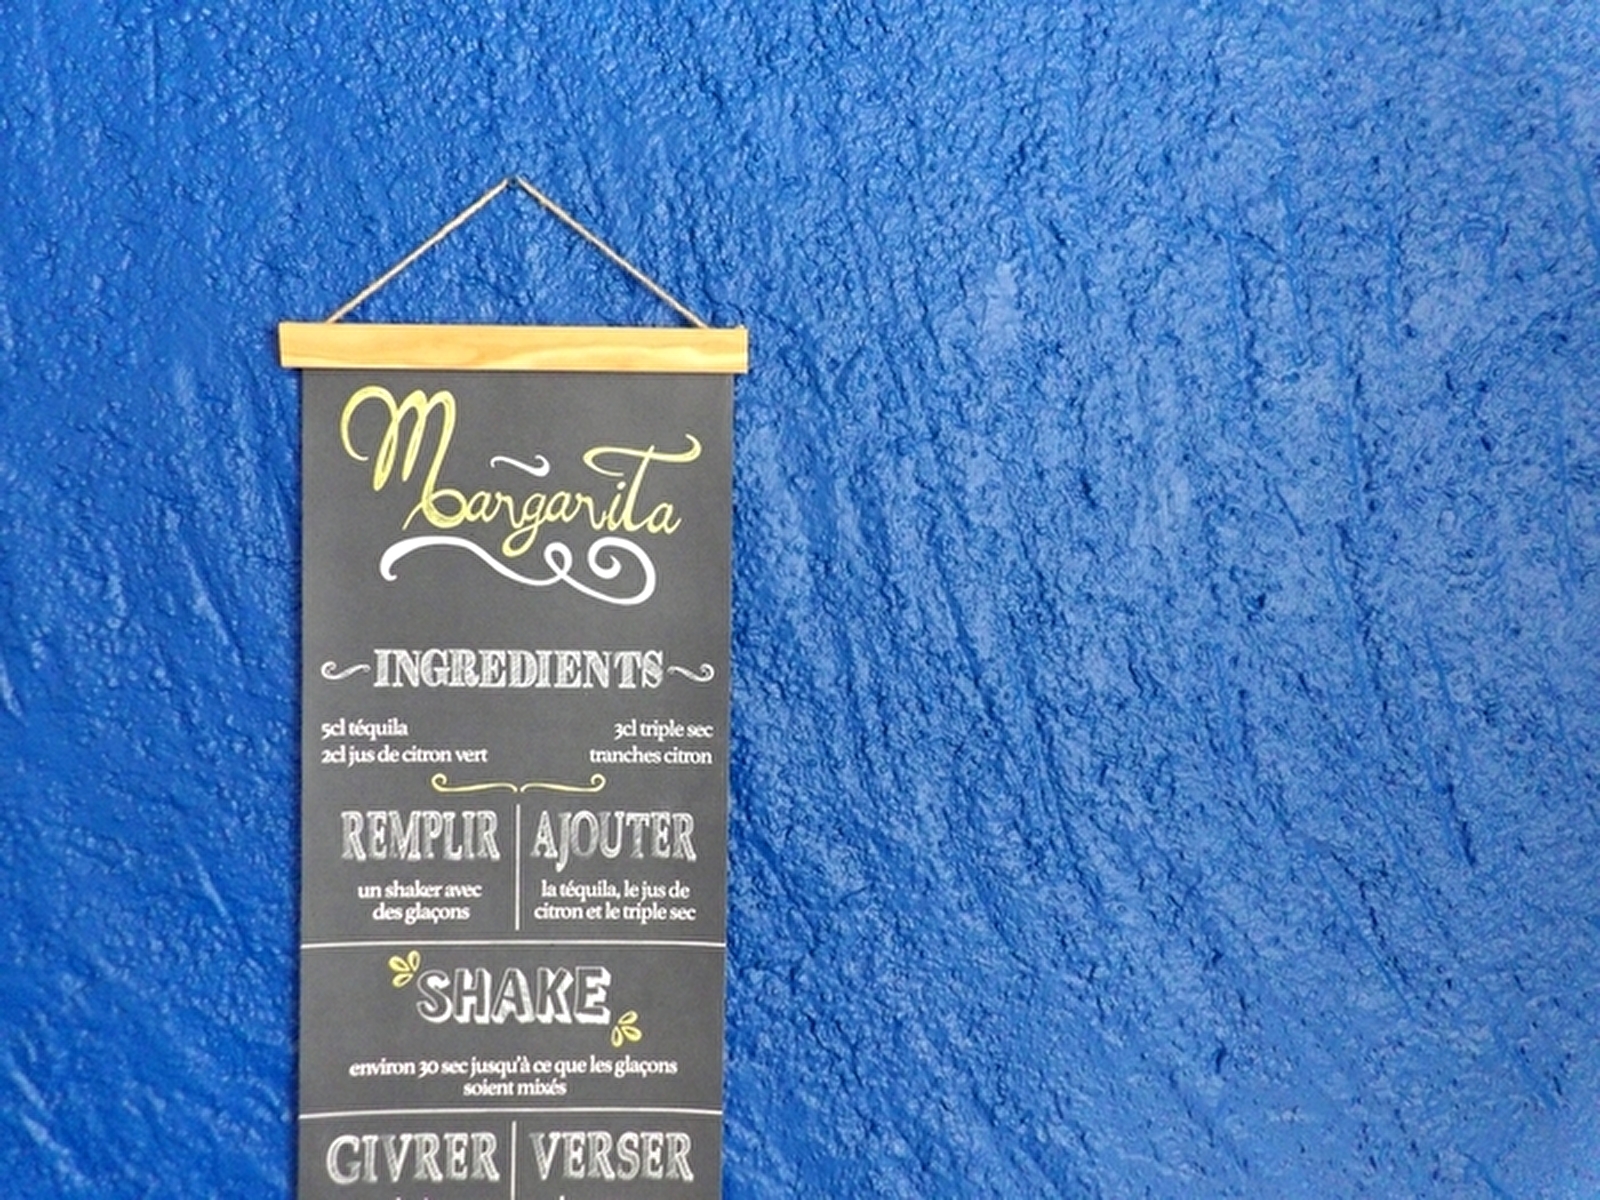 Margarita
INGREDIENTS
5cl téquila
2cl jus de citron vert
3cl triple sec
tranches citron
REMPLIR
un shaker avec
des glaçons
AJOUTER
la téquila, le jus de
citron et le triple sec
SHAKE
environ 30 sec jusqu'à ce que les glaçons
soient mixés
GIVRER
VERSER